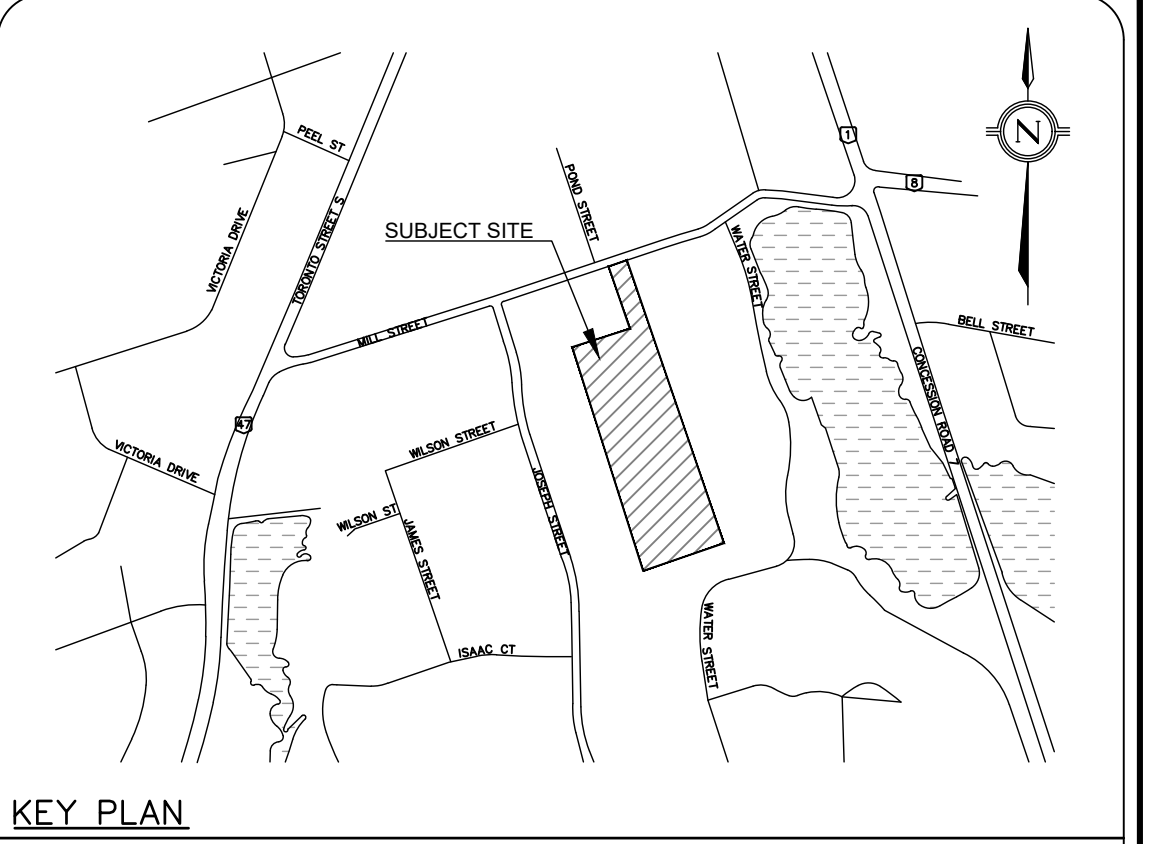 PEEL ST
1
N
8
POND STREET
VICTORIA DRIVE
TORONTO STREET S
SUBJECT SITE
WATER STREET
MILL STREET
BELL STREET
CONCESSION ROAD 7
47
WILSON STREET
VICTORIA DRIVE
JOSEPH STREET
WILSON ST
JAMES STREET
WATER STREET
ISAAC CT
KEY PLAN